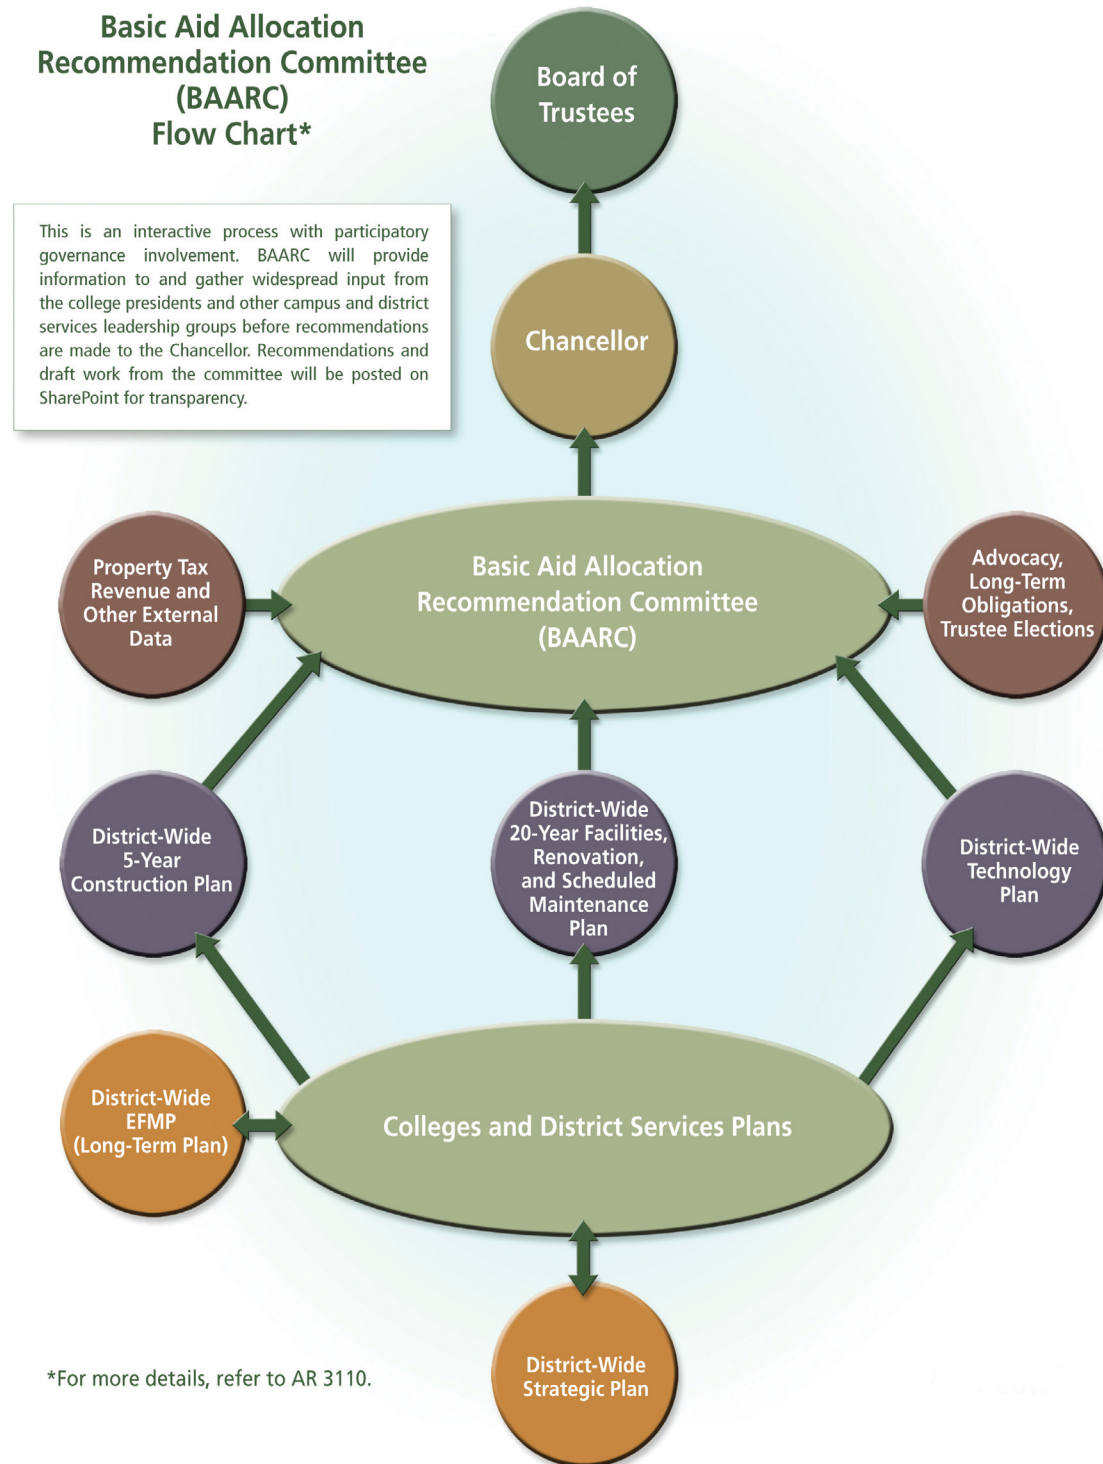 Basic Aid Allocation
Recommendation Committee
(BAARC)
Flow Chart*
Board of
Trustees
This is an interactive process with participatory
governance involvement. BAARC will provide
information to and gather widespread input from
the college presidents and other campus and district
services leadership groups before recommendations
are made to the Chancellor. Recommendations and
draft work from the committee will be posted on
SharePoint for transparency.
Chancellor
Property Tax
Revenue and
Other External
Data
Basic Aid Allocation
Recommendation Committee
(BAARC)
Advocacy,
Long-Term
Obligations,
Trustee Elections
District-Wide
5-Year
Construction Plan
District-Wide
20-Year Facilities,
Renovation,
and Scheduled
Maintenance
Plan
District-Wide
Technology
Plan
District-Wide
EFMP
(Long-Term Plan)
Colleges and District Services Plans
District-Wide
Strategic Plan
*For more details, refer to AR 3110.